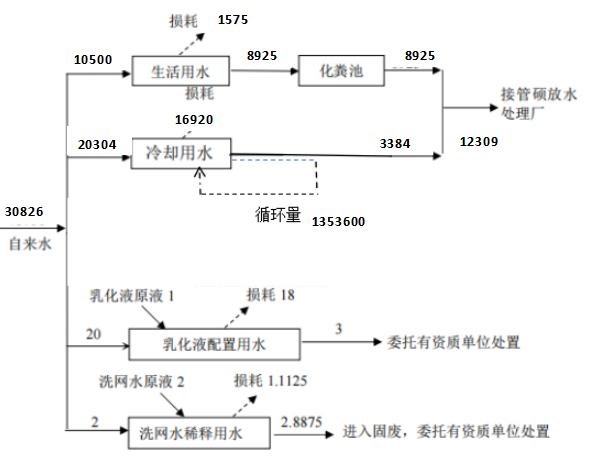 损耗 1575
10500
生活用水
8925
化粪池
8925
损耗
接管硕放水
处理厂
16920
20304
冷却用水
3384
12309
循环量
1353600
30826
自来水
乳化液原液 1
损耗 18
20
乳化液配置用水
3
委托有资质单位处置
洗网水原液 2
损耗 1.1125
2
洗网水稀释用水
2.8875
进入固废，委托有资质单位处置